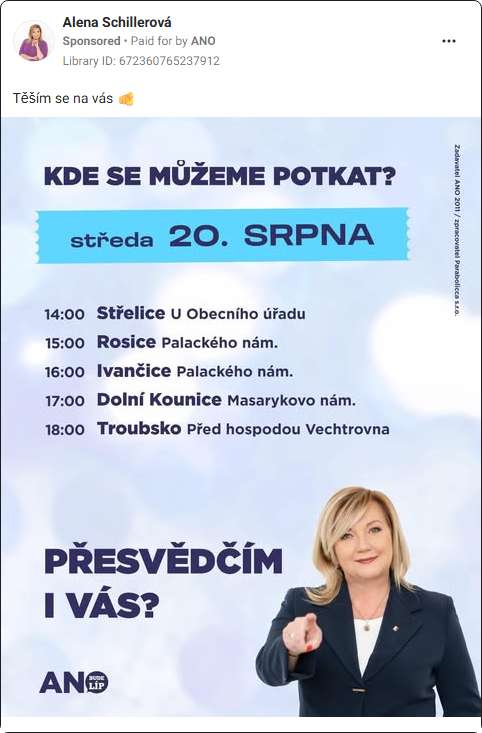 Alena Schillerová
Sponsored • Paid for by ANO
Library ID: 672360765237912
Těším se na vás 🫵
KDE SE MŮŽEME POTKAT?
středa 20. SRPNA
14:00 Střelice U Obecního úřadu
15:00 Rosice Palackého nám.
16:00 Ivančice Palackého nám.
17:00 Dolní Kounice Masarykovo nám.
18:00 Troubsko Před hospodou Vechtrovna
PŘESVĚDČÍM
I VÁS?
ANO
BUDE
LÍP
Zadavatel ANO 2011 / zpracovatel Parabolicca s.r.o.